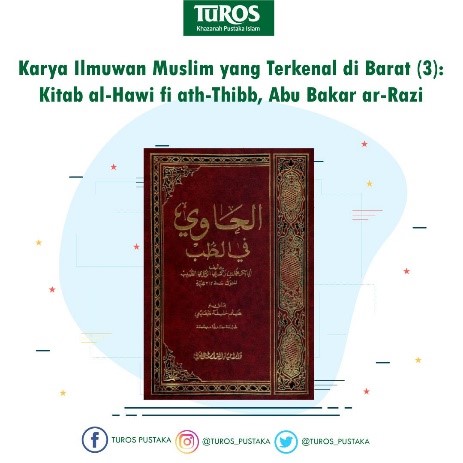 TUROS
Khazanah Pustaka Islam
Karya Ilmuwan Muslim yang Terkenal di Barat (3):
Kitab al-Hawi fi ath-Thibb, Abu Bakar ar-Razi
الحاوي
في الطب
TUROS PUSTAKA @TUROS_PUSTAKA @TUROS_PUSTAKA